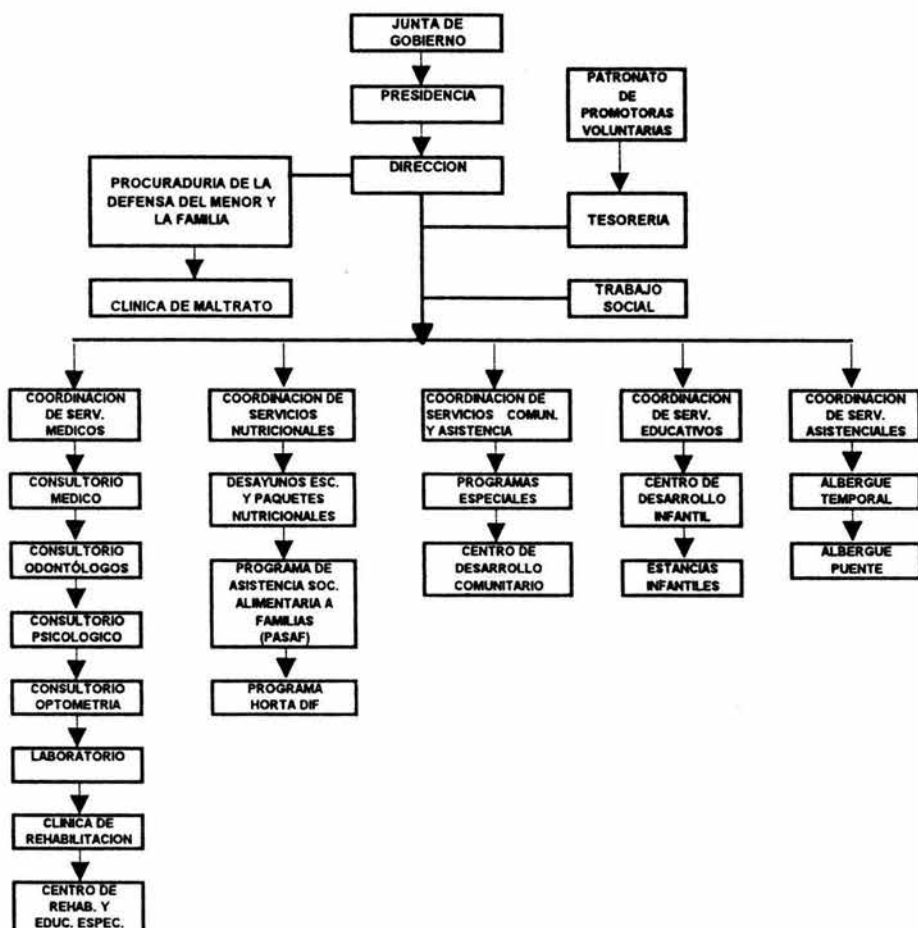 JUNTA DE
GOBIERNO
PRESIDENCIA
PATRONATO
DE
PROMOTORAS
VOLUNTARIAS
DIRECCION
PROCURADURIA DE LA
DEFENSA DEL MENOR Y
LA FAMILIA
TESORERIA
CLINICA DE MALTRATO
TRABAJO
SOCIAL
COORDINACION
DE SERV.
MEDICOS
CONSULTORIO
MEDICO
CONSULTORIO
ODONTÓLOGOS
CONSULTORIO
PSICOLOGICO
CONSULTORIO
OPTOMETRIA
LABORATORIO
CLINICA DE
REHABILITACION
CENTRO DE
REHAB. Y
EDUC. ESPEC.
COORDINACION DE
SERVICIOS
NUTRICIONALES
DESAYUNOS ESC.
Y PAQUETES
NUTRICIONALES
PROGRAMA DE
ASISTENCIA SOC.
ALIMENTARIA A
FAMILIAS
(PASAF)
PROGRAMA
HORTA DIF
COORDINACION DE
SERVICIOS COMUN.
Y ASISTENCIA
PROGRAMAS
ESPECIALES
CENTRO DE
DESARROLLO
COMUNITARIO
COORDINACION
DE SERV.
EDUCATIVOS
CENTRO DE
DESARROLLO
INFANTIL
ESTANCIAS
INFANTILES
COORDINACION
DE SERV.
ASISTENCIALES
ALBERGUE
TEMPORAL
ALBERGUE
PUENTE